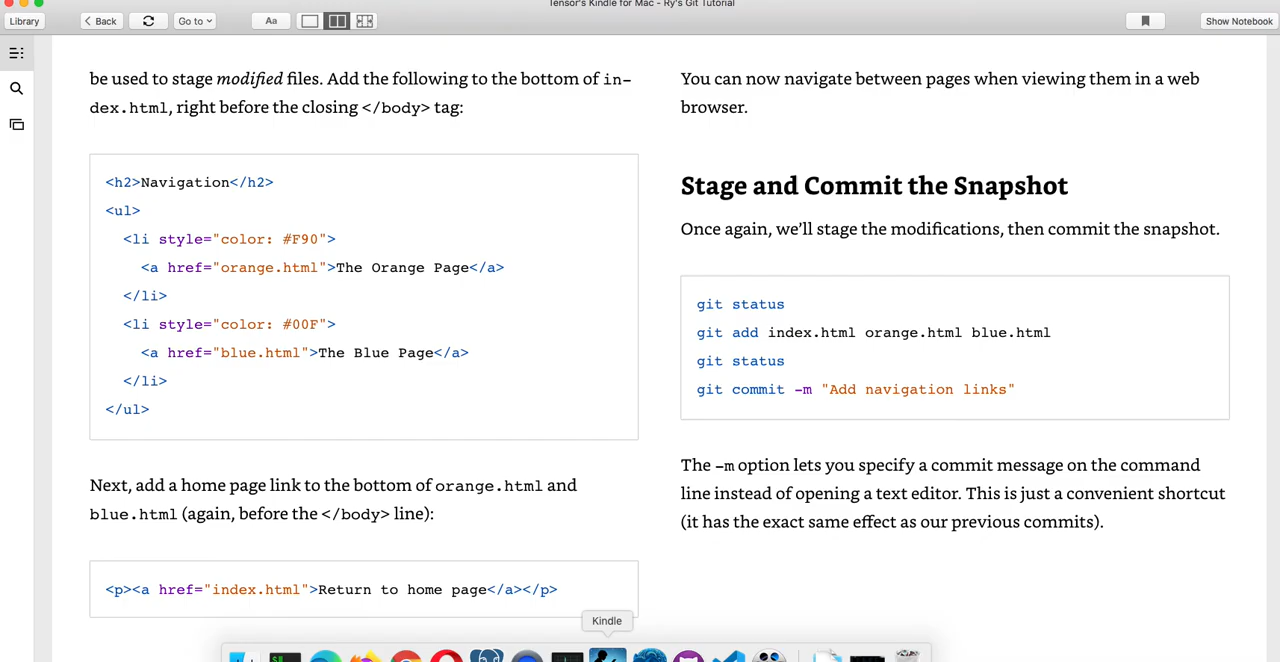 Tensor's Kindle for Mac - Ry's Git Tutorial
Library
Back
Go to
Aa
Show Notebook
be used to stage modified files. Add the following to the bottom of in-
dex.html, right before the closing </body> tag:
<h2>Navigation</h2>
<ul>
<li style="color: #F90">
<a href="orange.html">The Orange Page</a>
</li>
<li style="color: #00F">
<a href="blue.html">The Blue Page</a>
</li>
</ul>
Next, add a home page link to the bottom of orange.html and
blue.html (again, before the </body> line):
<p><a href="index.html">Return to home page</a></p>
You can now navigate between pages when viewing them in a web
browser.
Stage and Commit the Snapshot
Once again, we'll stage the modifications, then commit the snapshot.
git status
git add index.html orange.html blue.html
git status
git commit -m "Add navigation links"
The -m option lets you specify a commit message on the command
line instead of opening a text editor. This is just a convenient shortcut
(it has the exact same effect as our previous commits).
Kindle